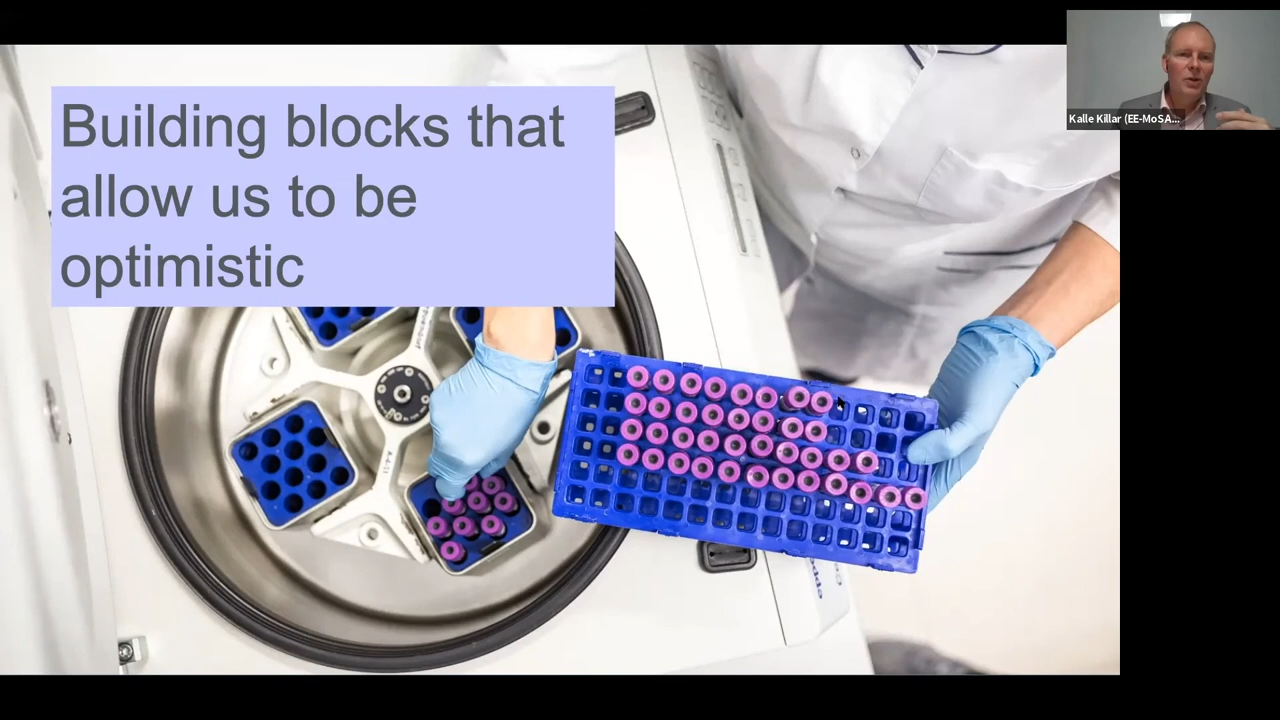 Building blocks that
allow us to be
optimistic
Kalle Killar (EE-MoSA...